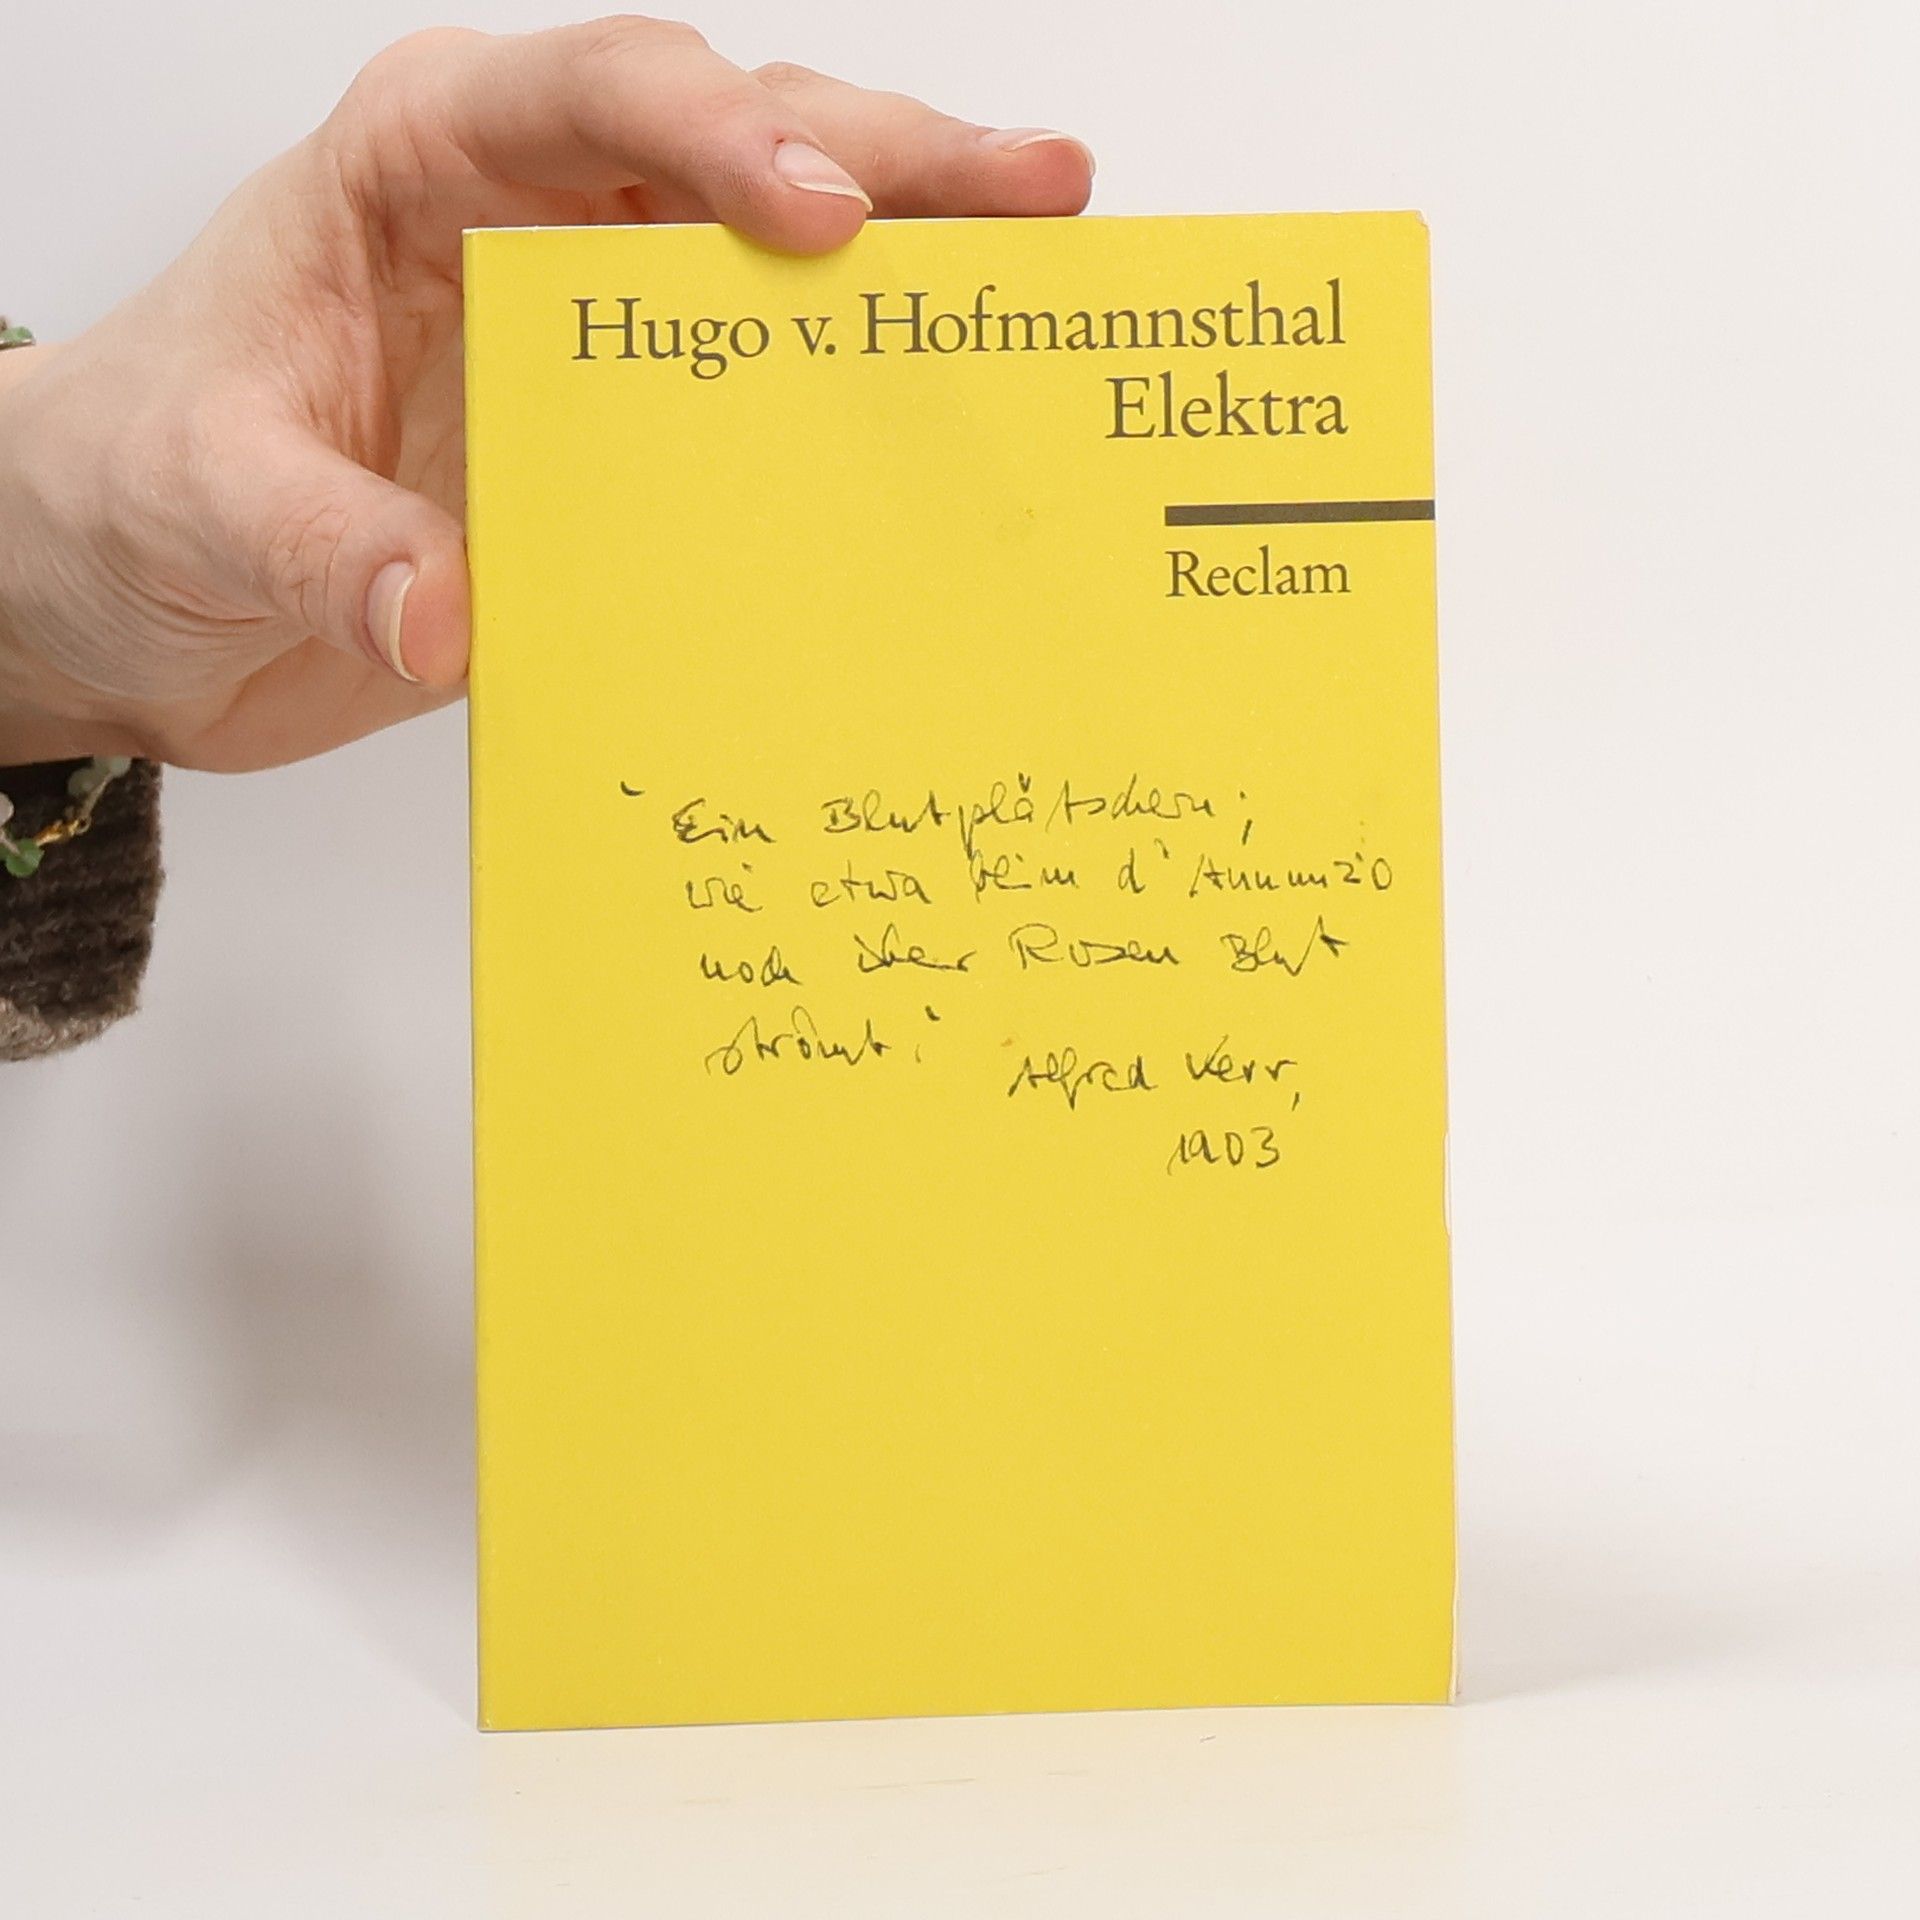 Hugo v. Hofmannsthal
Elektra
Reclam
" Ein Blutplätschern;
wie etwa beim d'Annunzio
noch über Rosen Blut
strömt."
Alfred Kerr,
1903